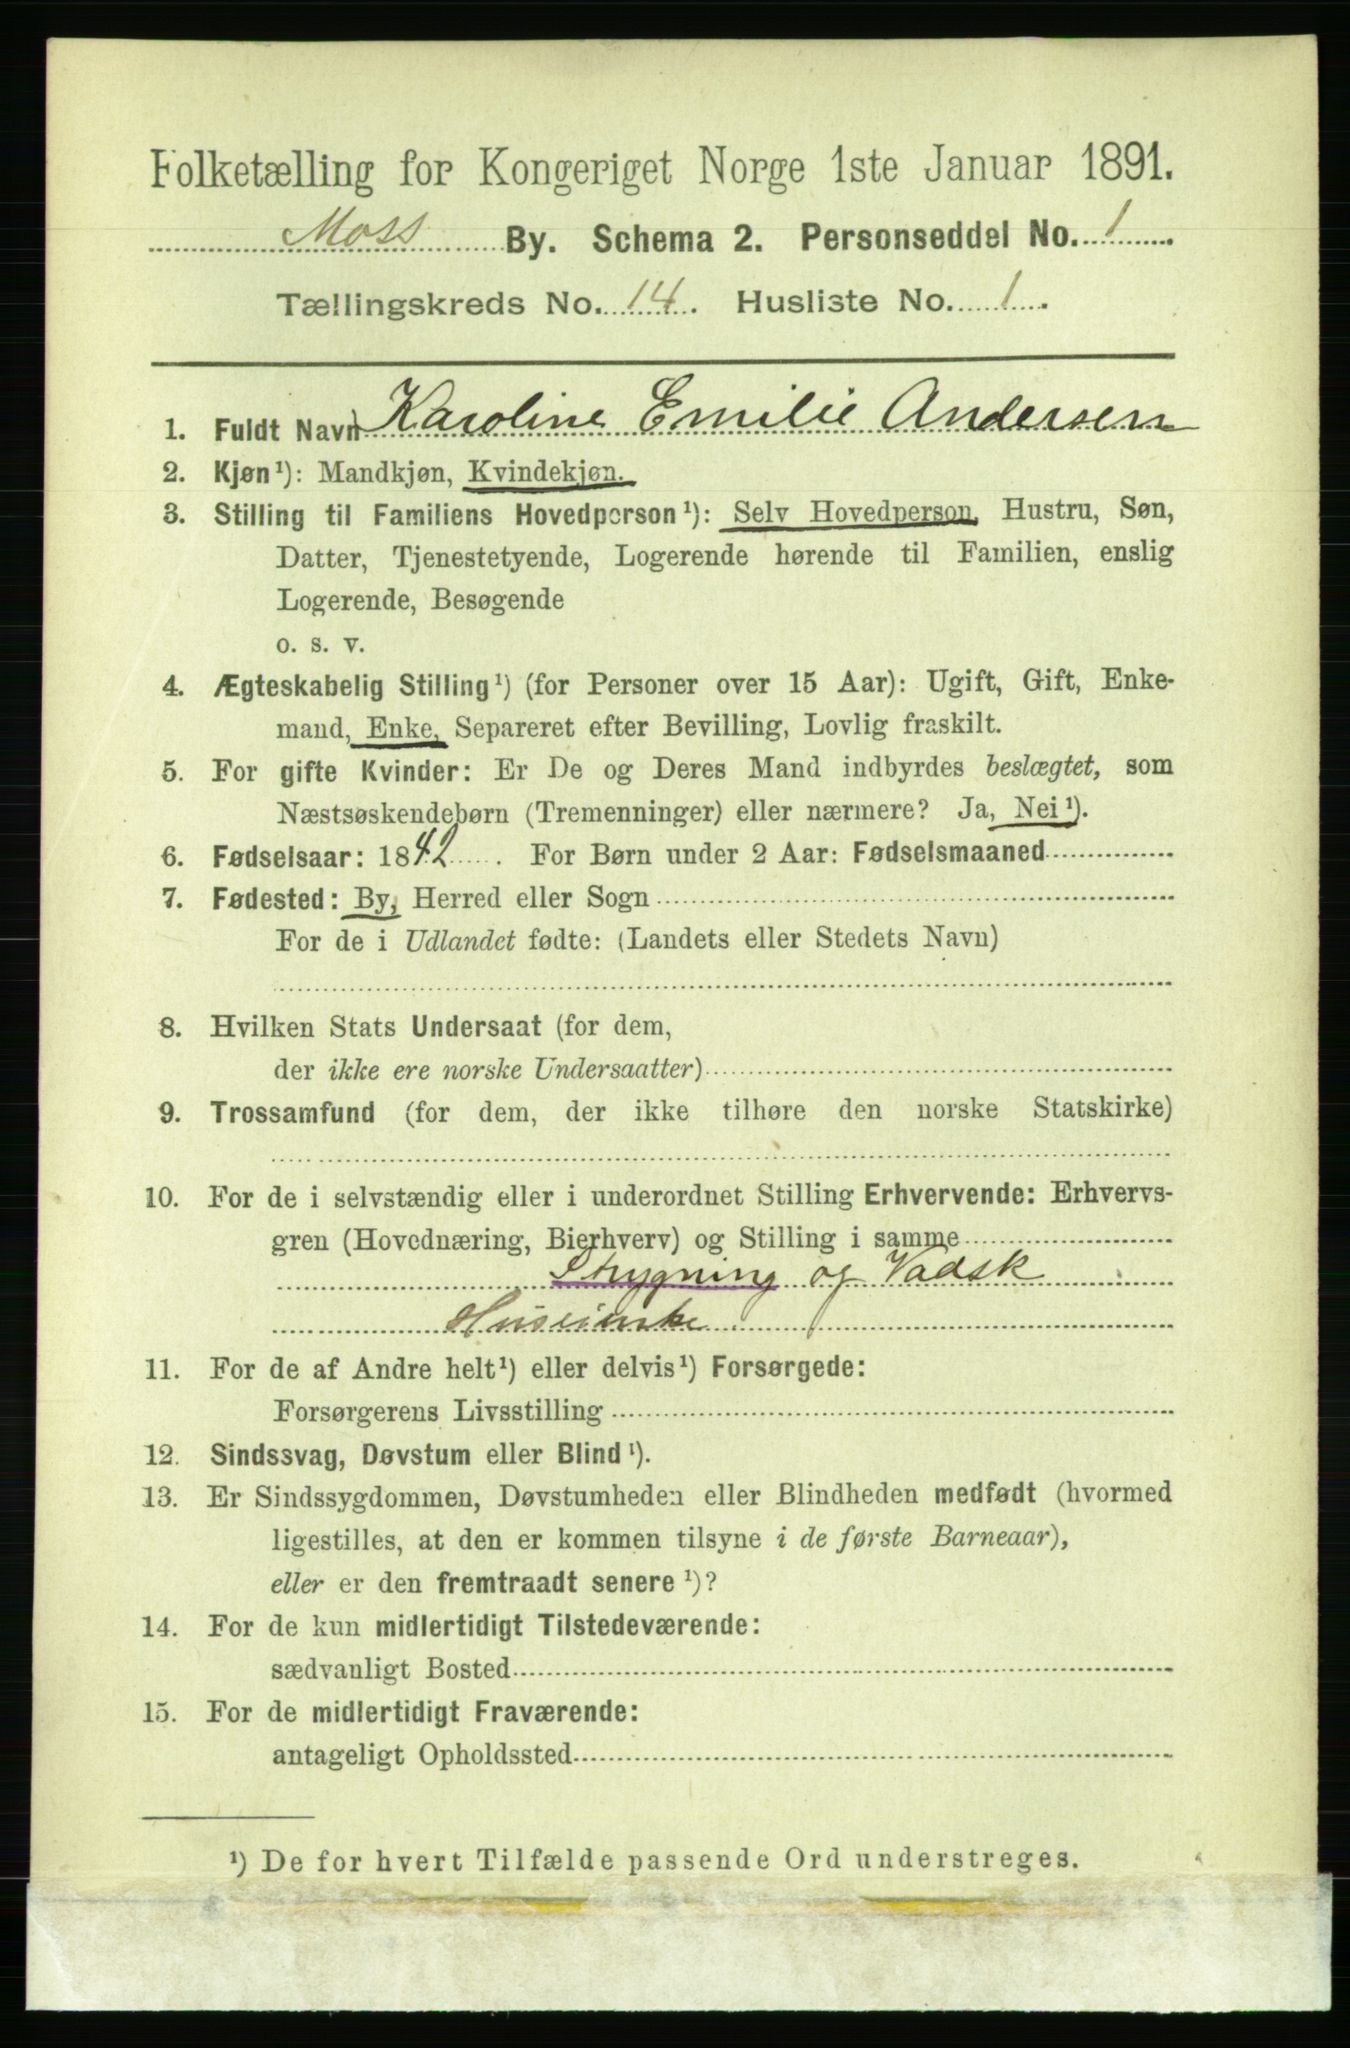 Folketælling for Kongeriget Norge 1ste Januar 1891.
Moss By. Schema 2. Personseddel No. 1.
Tællingskreds No. 14. Husliste No. 1.
1. Fuldt Navn Karoline Emilie Andersen
2. Kjøn¹): Mandkjøn, Kvindekjøn.
3. Stilling til Familiens Hovedperson¹): Selv Hovedperson, Hustru, Søn,
Datter, Tjenestetyende, Logerende hørende til Familien, enslig
Logerende, Besøgende
o. s. v.
4. Ægteskabelig Stilling¹) (for Personer over 15 Aar): Ugift, Gift, Enke-
mand, Enke, Separeret efter Bevilling, Lovlig fraskilt.
5. For gifte Kvinder: Er De og Deres Mand indbyrdes beslægtet, som
Næstsøskendebørn (Tremenninger) eller nærmere? Ja, Nei¹).
6. Fødselsaar: 1842. For Børn under 2 Aar: Fødselsmaaned
7. Fødested: By, Herred eller Sogn
For de i Udlandet fødte: (Landets eller Stedets Navn)
8. Hvilken Stats Undersaat (for dem,
der ikke ere norske Undersaatter)
9. Trossamfund (for dem, der ikke tilhøre den norske Statskirke)
10. For de i selvstændig eller i underordnet Stilling Erhvervende: Erhvervs-
gren (Hovednæring, Bierhverv) og Stilling i samme
Strygning og Vadsk
11. For de af Andre helt¹) eller delvis¹) Forsørgede:
Forsørgerens Livsstilling
12. Sindssvag, Døvstum eller Blind¹).
13. Er Sindssygdommen, Døvstumheden eller Blindheden medfødt (hvormed
ligestilles, at den er kommen tilsyne i de første Barneaar),
eller er den fremtraadt senere¹)?
14. For de kun midlertidigt Tilstedeværende:
sædvanligt Bosted
15. For de midlertidigt Fraværende:
antageligt Opholdssted
¹) De for hvert Tilfælde passende Ord understreges.